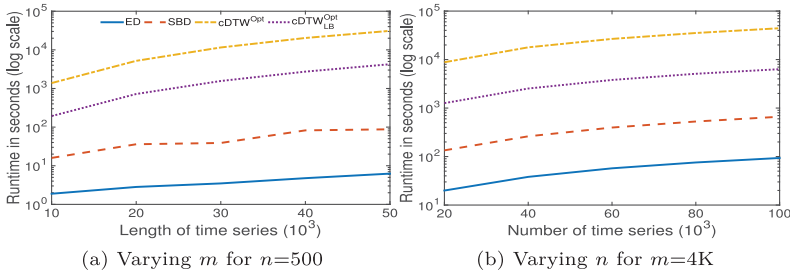 ED SBD cDTW^Opt cDTW_LB^Opt
Runtime in seconds (log scale)
10^5
10^4
10^3
10^2
10^1
10^0
10 20 30 40 50
Length of time series (10^3)
(a) Varying m for n=500
Runtime in seconds (log scale)
10^5
10^4
10^3
10^2
10^1
20 40 60 80 100
Number of time series (10^3)
(b) Varying n for m=4K